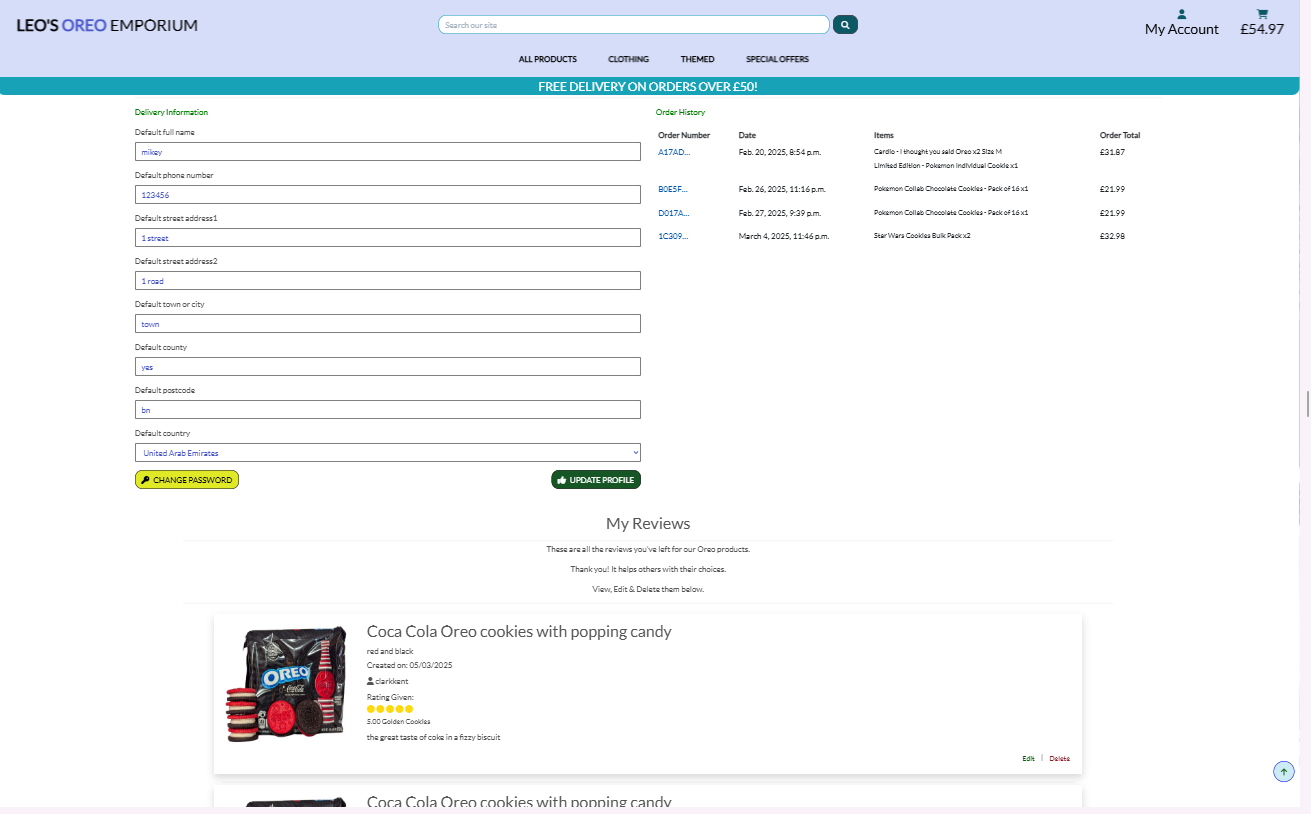 LEO'S OREO EMPORIUM
Search our site
My Account
£54.97
ALL PRODUCTS CLOTHING THEMED SPECIAL OFFERS
FREE DELIVERY ON ORDERS OVER £50!
Delivery Information
Default full name
mikey
Default phone number
123456
Default street address1
1 street
Default street address2
1 road
Default town or city
town
Default county
yes
Default postcode
bn
Default country
United Arab Emirates
CHANGE PASSWORD
UPDATE PROFILE
Order History
Order Number Date Items Order Total
A17AD... Feb. 20, 2025, 8:54 p.m. Cardio - I thought you said Oreo x2 Size M £31.87
Limited Edition - Pokemon Individual Cookie x1
B0E5F... Feb. 26, 2025, 11:16 p.m. Pokemon Collab Chocolate Cookies - Pack of 16 x1 £21.99
D017A... Feb. 27, 2025, 9:39 p.m. Pokemon Collab Chocolate Cookies - Pack of 16 x1 £21.99
1C309... March 4, 2025, 11:46 p.m. Star Wars Cookies Bulk Pack x2 £32.98
My Reviews
These are all the reviews you've left for our Oreo products.
Thank you! It helps others with their choices.
View, Edit & Delete them below.
OREO
Coca-Cola
Coca Cola Oreo cookies with popping candy
red and black
Created on: 05/03/2025
clarkkent
Rating Given:
5.00 Golden Cookies
the great taste of coke in a fizzy biscuit
Edit | Delete
Coca Cola Oreo cookies with popping candy